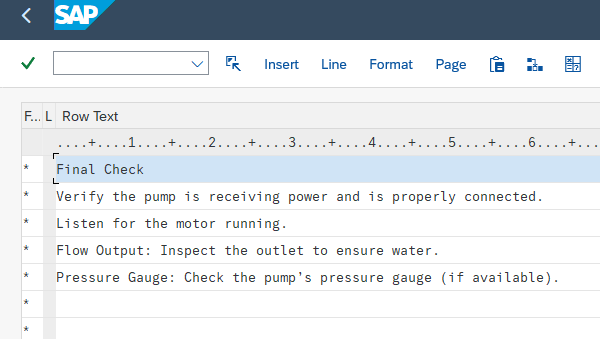 SAP
Insert Line Format Page
F... L Row Text
....+....1....+....2....+....3....+....4....+....5....+....6....+...
* Final Check
* Verify the pump is receiving power and is properly connected.
* Listen for the motor running.
* Flow Output: Inspect the outlet to ensure water.
* Pressure Gauge: Check the pump's pressure gauge (if available).
*
*